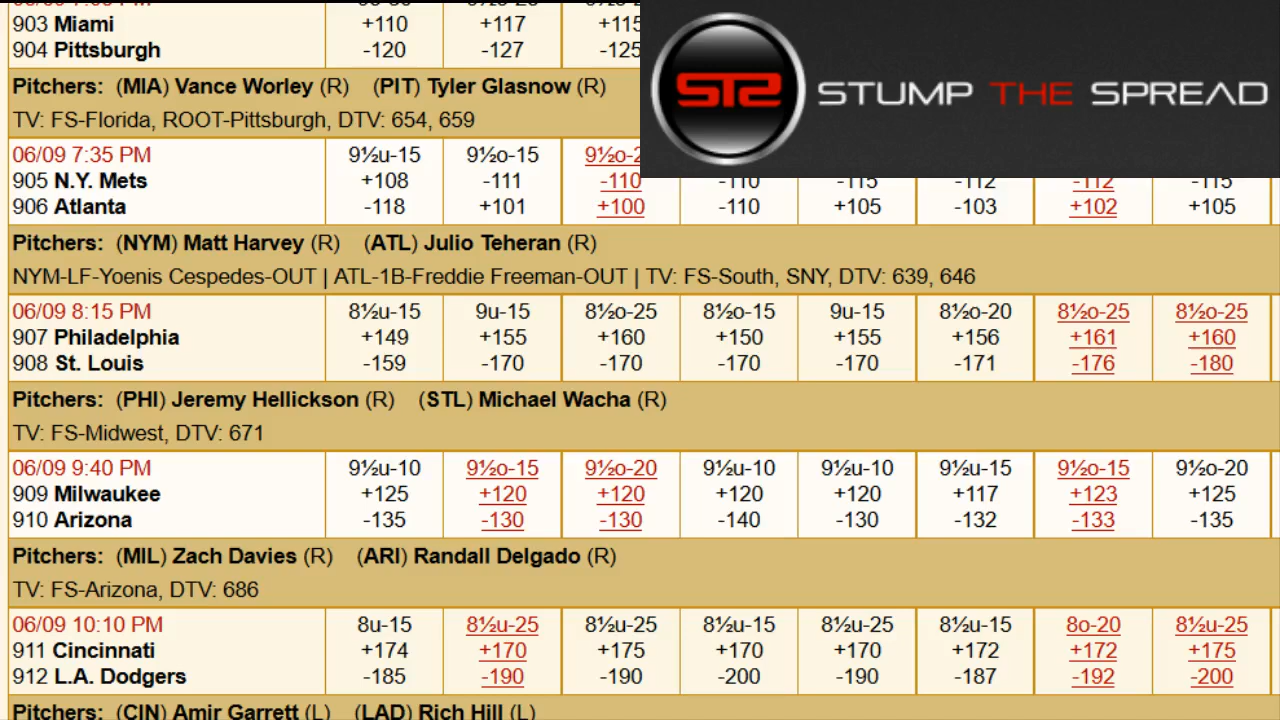 903 Miami +110 +117 +115
904 Pittsburgh -120 -127 -125
Pitchers: (MIA) Vance Worley (R) (PIT) Tyler Glasnow (R)
TV: FS-Florida, ROOT-Pittsburgh, DTV: 654, 659
STS STUMP THE SPREAD
06/09 7:35 PM 9½u-15 9½o-15 9½o-2
905 N.Y. Mets +108 -111 -110 -110 -115 -112 -112 -115
906 Atlanta -118 +101 +100 -110 +105 -103 +102 +105
Pitchers: (NYM) Matt Harvey (R) (ATL) Julio Teheran (R)
NYM-LF-Yoenis Cespedes-OUT | ATL-1B-Freddie Freeman-OUT | TV: FS-South, SNY, DTV: 639, 646
06/09 8:15 PM 8½u-15 9u-15 8½o-25 8½o-15 9u-15 8½o-20 8½o-25 8½o-25
907 Philadelphia +149 +155 +160 +150 +155 +156 +161 +160
908 St. Louis -159 -170 -170 -170 -170 -171 -176 -180
Pitchers: (PHI) Jeremy Hellickson (R) (STL) Michael Wacha (R)
TV: FS-Midwest, DTV: 671
06/09 9:40 PM 9½u-10 9½o-15 9½o-20 9½u-10 9½u-10 9½u-15 9½o-15 9½o-20
909 Milwaukee +125 +120 +120 +120 +120 +117 +123 +125
910 Arizona -135 -130 -130 -140 -130 -132 -133 -135
Pitchers: (MIL) Zach Davies (R) (ARI) Randall Delgado (R)
TV: FS-Arizona, DTV: 686
06/09 10:10 PM 8u-15 8½u-25 8½u-25 8½u-15 8½u-25 8½u-15 8o-20 8½u-25
911 Cincinnati +174 +170 +175 +170 +170 +172 +172 +175
912 L.A. Dodgers -185 -190 -190 -200 -190 -187 -192 -200
Pitchers: (CIN) Amir Garrett (L) (LAD) Rich Hill (L)